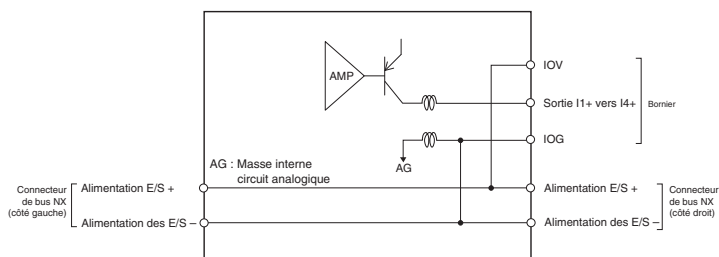 AMP
IOV
Sortie I1+ vers I4+
Bornier
IOG
AG
AG : Masse interne
circuit analogique
Connecteur
de bus NX
(côté gauche)
Alimentation E/S +
Alimentation des E/S –
Alimentation E/S +
Alimentation des E/S –
Connecteur
de bus NX
(côté droit)